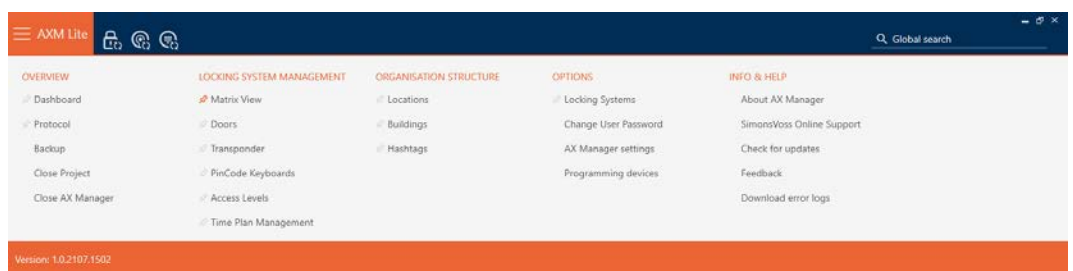 AXM Lite
Global search
OVERVIEW
Dashboard
Protocol
Backup
Close Project
Close AX Manager
LOCKING SYSTEM MANAGEMENT
Matrix View
Doors
Transponder
PinCode Keyboards
Access Levels
Time Plan Management
ORGANISATION STRUCTURE
Locations
Buildings
Hashtags
OPTIONS
Locking Systems
Change User Password
AX Manager settings
Programming devices
INFO & HELP
About AX Manager
SimonsVoss Online Support
Check for updates
Feedback
Download error logs
Version: 1.0.2107.1502